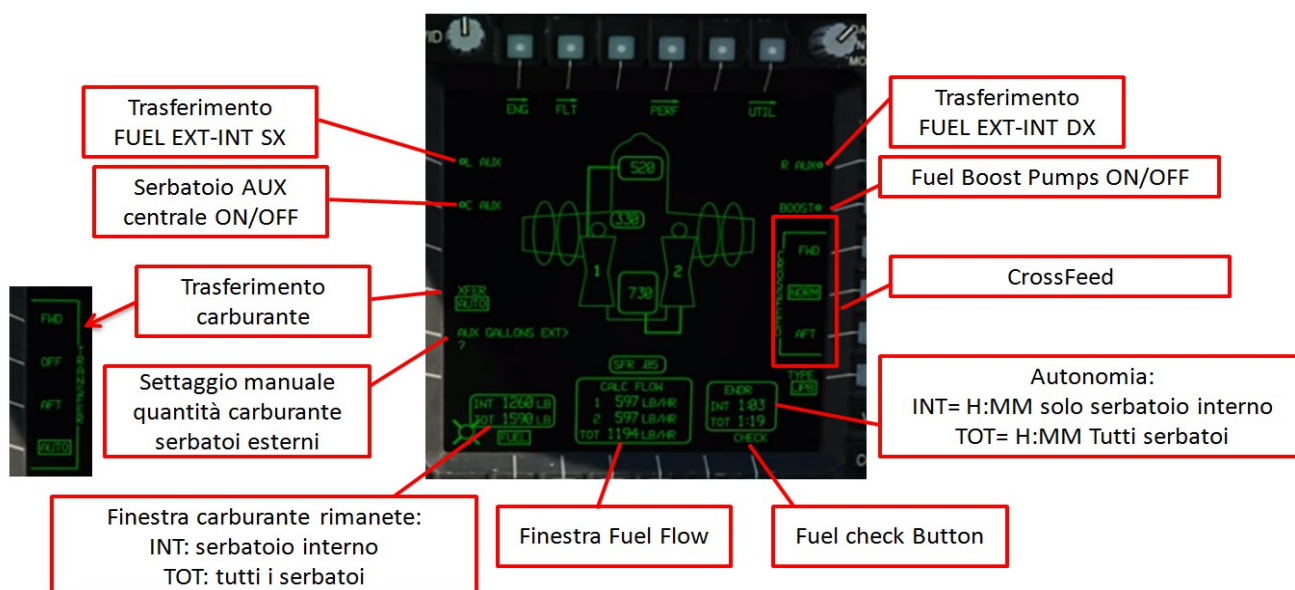 VID
DA
N
MO
ENG
FLT
PERF
UTIL
Trasferimento
FUEL EXT-INT SX
Serbatoio AUX
centrale ON/OFF
Trasferimento
carburante
Settaggio manuale
quantità carburante
serbatoi esterni
FWD
OFF
AFT
AUTO
TRANSFER
L AUX
C AUX
XFER
AUTO
AUX GALLONS EXT>
?
520
330
1
2
730
R AUX
BOOST
FWD
NORM
AFT
CROSSFEED
TYPE
JP8
Trasferimento
FUEL EXT-INT DX
Fuel Boost Pumps ON/OFF
CrossFeed
Autonomia:
INT= H:MM solo serbatoio interno
TOT= H:MM Tutti serbatoi
INT 1260 LB
TOT 1590 LB
FUEL
SFR .05
CALC FLOW
1 597 LB/HR
2 597 LB/HR
TOT 1194 LB/HR
ENDR
INT 1:03
TOT 1:19
CHECK
C
Finestra carburante rimanete:
INT: serbatoio interno
TOT: tutti i serbatoi
Finestra Fuel Flow
Fuel check Button